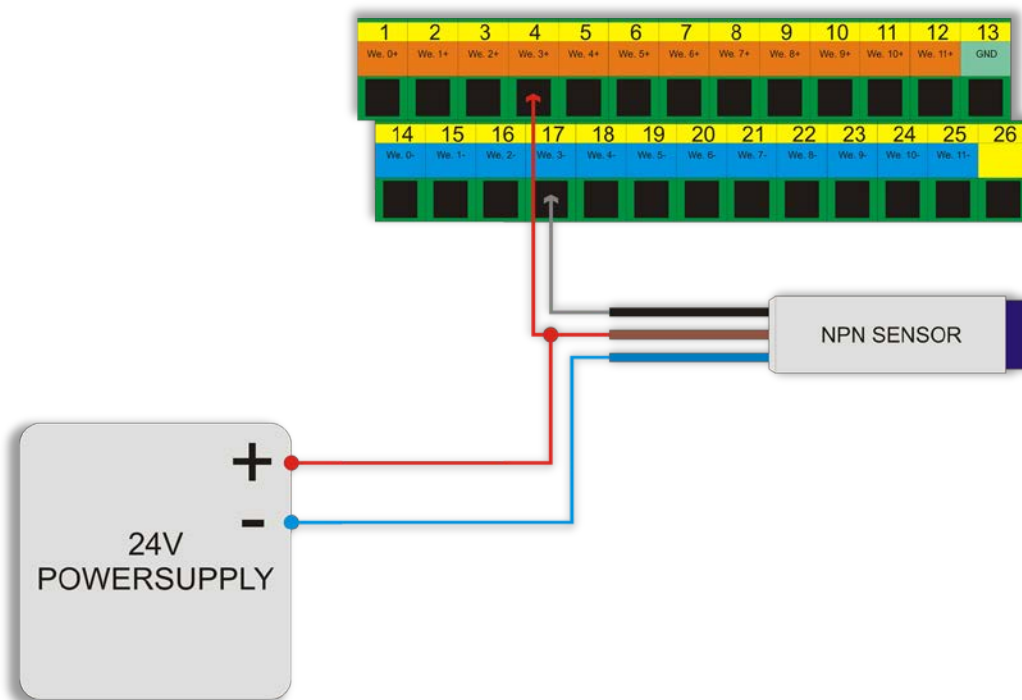 1 2 3 4 5 6 7 8 9 10 11 12 13
We. 0+ We. 1+ We. 2+ We. 3+ We. 4+ We. 5+ We. 6+ We. 7+ We. 8+ We. 9+ We. 10+ We. 11+ GND
14 15 16 17 18 19 20 21 22 23 24 25 26
We. 0- We. 1- We. 2- We. 3- We. 4- We. 5- We. 6- We. 7- We. 8- We. 9- We. 10- We. 11-
NPN SENSOR
+
-
24V
POWERSUPPLY